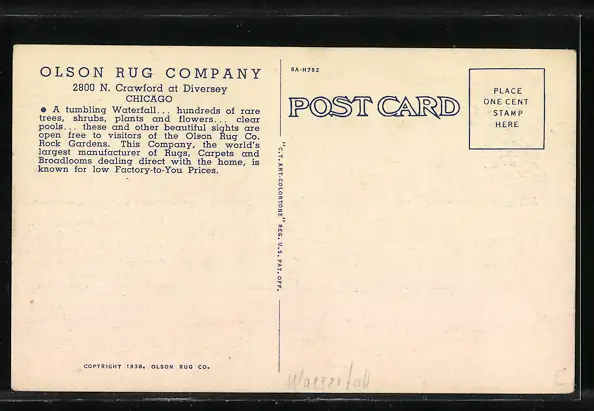 OLSON RUG COMPANY
2800 N. Crawford at Diversey
CHICAGO
● A tumbling Waterfall... hundreds of rare
trees, shrubs, plants and flowers... clear
pools... these and other beautiful sights are
open free to visitors of the Olson Rug Co.
Rock Gardens. This Company, the world's
largest manufacturer of Rugs, Carpets and
Broadlooms dealing direct with the home, is
known for low Factory-to-You Prices.
COPYRIGHT 1938, OLSON RUG CO.
"C.T. ART-COLORTONE" REG. U.S. PAT. OFF.
8A-H782
POST CARD
PLACE
ONE CENT
STAMP
HERE
Wasserfall
E